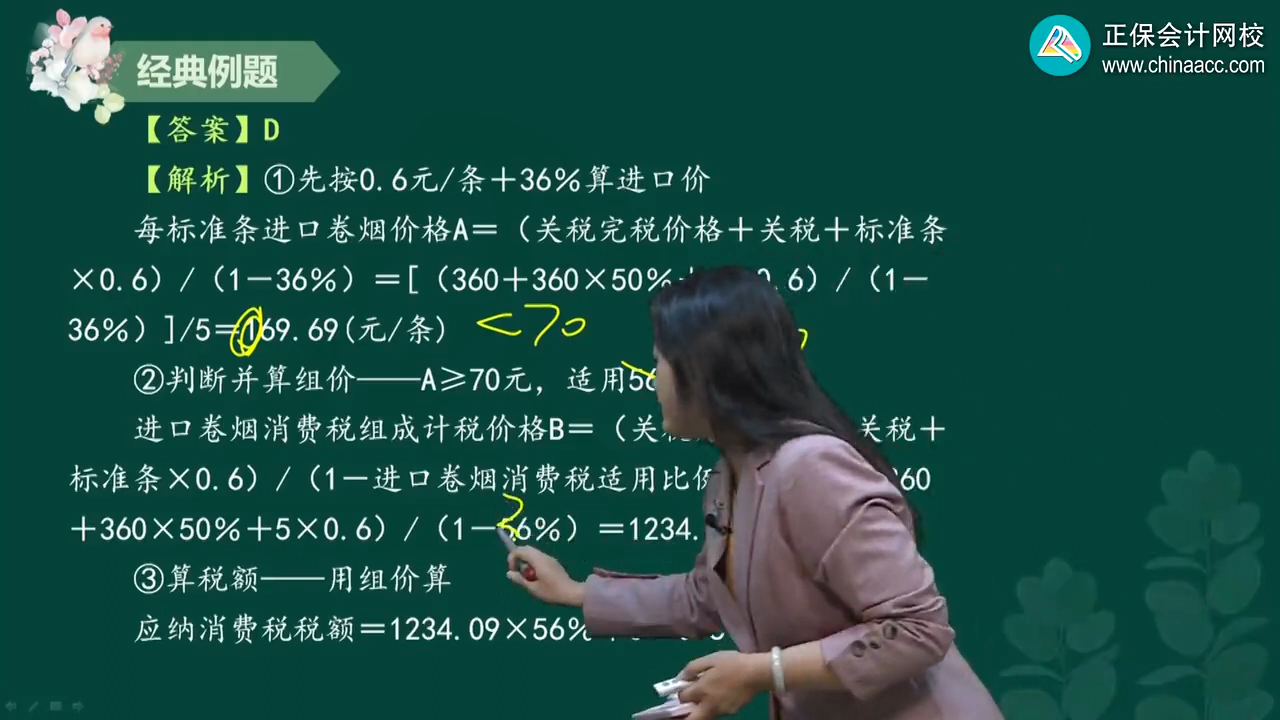 正保会计网校
www.chinaacc.com
经典例题
【答案】D
【解析】①先按0.6元/条＋36%算进口价
每标准条进口卷烟价格A＝（关税完税价格＋关税＋标准条
×0.6）/（1－36%）＝[（360＋360×50% 0.6）/（1－
36%）]/5＝169.69(元/条) <70
②判断并算组价——A≥70元，适用56
进口卷烟消费税组成计税价格B＝（关税 关税＋
标准条×0.6）/（1－进口卷烟消费税适用比例 360
＋360×50%＋5×0.6）/（1－56%）＝1234.
③算税额——用组价算
应纳消费税税额＝1234.09×56%